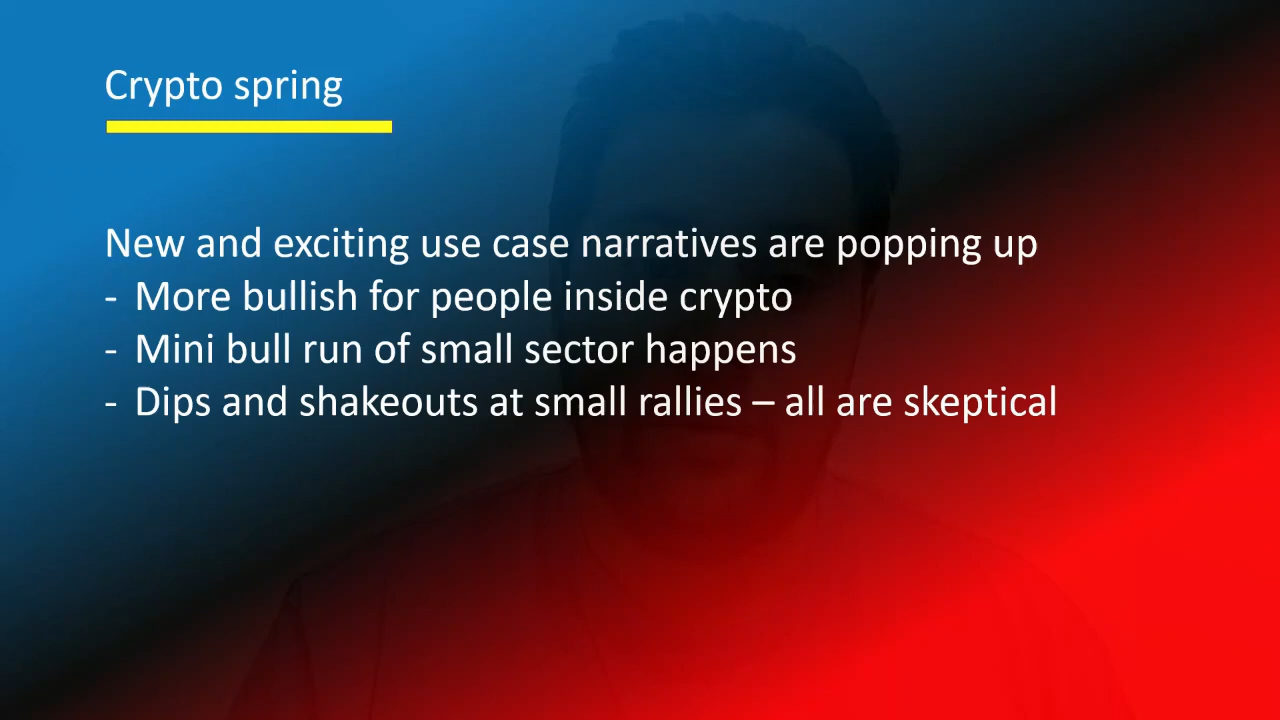 Crypto spring
New and exciting use case narratives are popping up
- More bullish for people inside crypto
- Mini bull run of small sector happens
- Dips and shakeouts at small rallies – all are skeptical